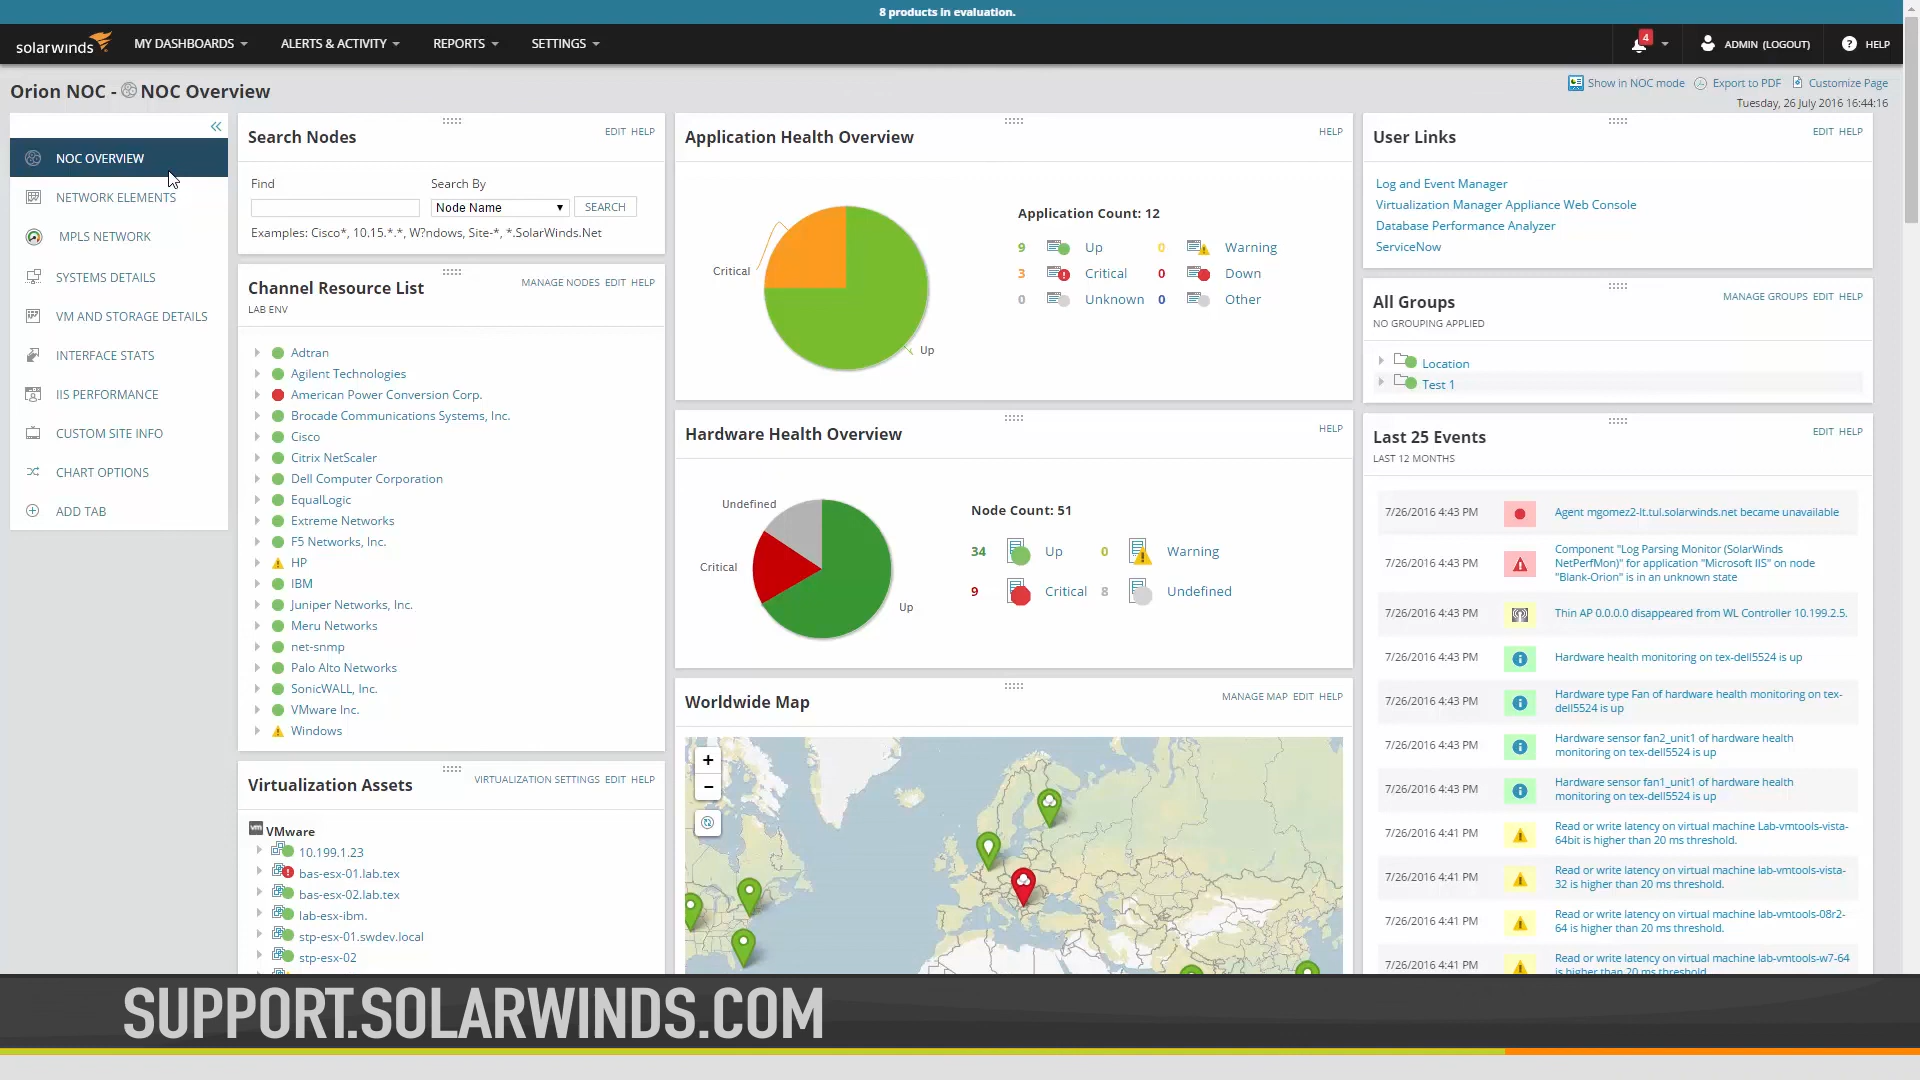 8 products in evaluation.
solarwinds
MY DASHBOARDS
ALERTS & ACTIVITY
REPORTS
SETTINGS
4
ADMIN (LOGOUT)
? HELP
Orion NOC - NOC Overview
Show in NOC mode
Export to PDF
Customize Page
Tuesday, 26 July 2016 16:44:16
«
NOC OVERVIEW
NETWORK ELEMENTS
MPLS NETWORK
SYSTEMS DETAILS
VM AND STORAGE DETAILS
INTERFACE STATS
IIS PERFORMANCE
CUSTOM SITE INFO
CHART OPTIONS
ADD TAB
Search Nodes
EDIT HELP
Find
Search By
Node Name
SEARCH
Examples: Cisco*, 10.15.*.*, W?ndows, Site-*, *.SolarWinds.Net
Channel Resource List
MANAGE NODES EDIT HELP
LAB ENV
Adtran
Agilent Technologies
American Power Conversion Corp.
Brocade Communications Systems, Inc.
Cisco
Citrix NetScaler
Dell Computer Corporation
EqualLogic
Extreme Networks
F5 Networks, Inc.
HP
IBM
Juniper Networks, Inc.
Meru Networks
net-snmp
Palo Alto Networks
SonicWALL, Inc.
VMware Inc.
Windows
Virtualization Assets
VIRTUALIZATION SETTINGS EDIT HELP
vm VMware
10.199.1.23
bas-esx-01.lab.tex
bas-esx-02.lab.tex
lab-esx-ibm.
stp-esx-01.swdev.local
stp-esx-02
Application Health Overview
HELP
Critical
Up
Application Count: 12
9 Up 0 Warning
3 Critical 0 Down
0 Unknown 0 Other
Hardware Health Overview
HELP
Undefined
Critical
Up
Node Count: 51
34 Up 0 Warning
9 Critical 8 Undefined
Worldwide Map
MANAGE MAP EDIT HELP
+
−
User Links
EDIT HELP
Log and Event Manager
Virtualization Manager Appliance Web Console
Database Performance Analyzer
ServiceNow
All Groups
MANAGE GROUPS EDIT HELP
NO GROUPING APPLIED
Location
Test 1
Last 25 Events
EDIT HELP
LAST 12 MONTHS
7/26/2016 4:43 PM Agent mgomez2-lt.tul.solarwinds.net became unavailable
7/26/2016 4:43 PM Component "Log Parsing Monitor (SolarWinds
NetPerfMon)" for application "Microsoft IIS" on node
"Blank-Orion" is in an unknown state
7/26/2016 4:43 PM Thin AP 0.0.0.0 disappeared from WL Controller 10.199.2.5.
7/26/2016 4:43 PM Hardware health monitoring on tex-dell5524 is up
7/26/2016 4:43 PM Hardware type Fan of hardware health monitoring on tex-
dell5524 is up
7/26/2016 4:43 PM Hardware sensor fan2_unit1 of hardware health
monitoring on tex-dell5524 is up
7/26/2016 4:43 PM Hardware sensor fan1_unit1 of hardware health
monitoring on tex-dell5524 is up
7/26/2016 4:41 PM Read or write latency on virtual machine Lab-vmtools-vista-
64bit is higher than 20 ms threshold.
7/26/2016 4:41 PM Read or write latency on virtual machine lab-vmtools-vista-
32 is higher than 20 ms threshold.
7/26/2016 4:41 PM Read or write latency on virtual machine lab-vmtools-08r2-
64 is higher than 20 ms threshold.
7/26/2016 4:41 PM Read or write latency on virtual machine lab-vmtools-w7-64
is higher than 20 ms threshold.
SUPPORT.SOLARWINDS.COM